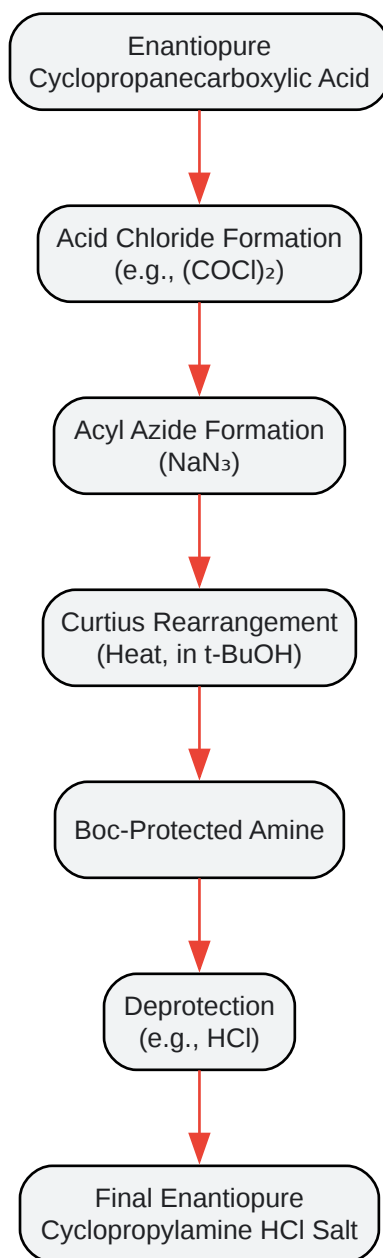 Enantiopure
Cyclopropanecarboxylic Acid
Acid Chloride Formation
(e.g., (COCl)₂)
Acyl Azide Formation
(NaN₃)
Curtius Rearrangement
(Heat, in t-BuOH)
Boc-Protected Amine
Deprotection
(e.g., HCl)
Final Enantiopure
Cyclopropylamine HCl Salt